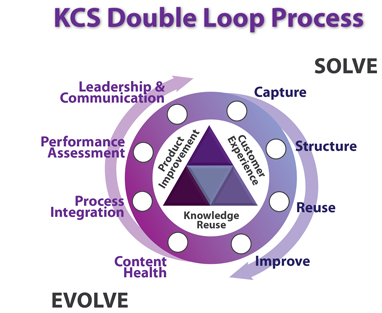 KCS Double Loop Process
SOLVE
Leadership &
Communication
Capture
Performance
Assessment
Structure
Product
Improvement
Customer
Experience
Process
Integration
Reuse
Knowledge
Reuse
Content
Health
Improve
EVOLVE